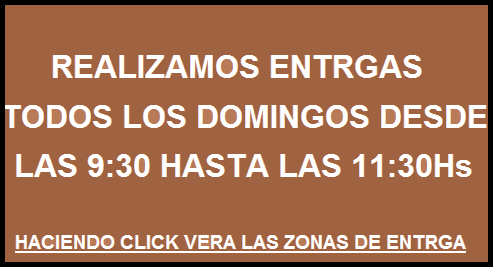 REALIZAMOS ENTRGAS
TODOS LOS DOMINGOS DESDE
LAS 9:30 HASTA LAS 11:30Hs
HACIENDO CLICK VERA LAS ZONAS DE ENTRGA